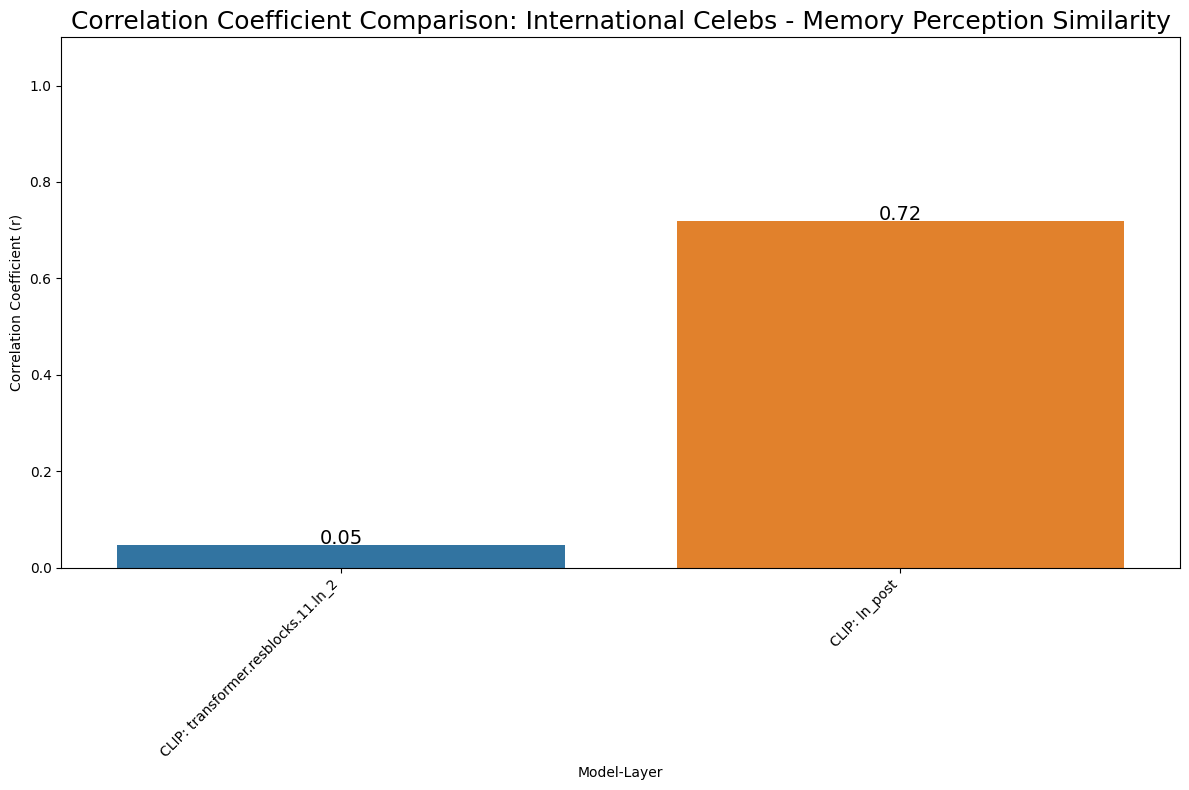 Correlation Coefficient Comparison: International Celebs - Memory Perception Similarity
Correlation Coefficient (r)
1.0
0.8
0.6
0.4
0.2
0.0
0.05
0.72
CLIP: transformer.resblocks.11.ln_2
CLIP: ln_post
Model-Layer